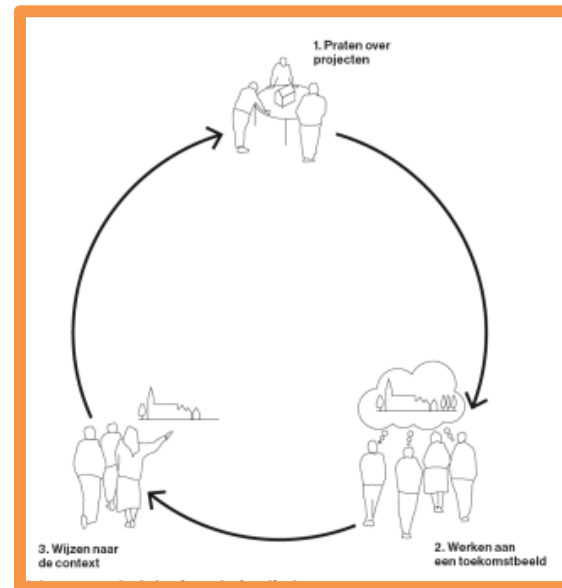 1. Praten over
projecten
2. Werken aan
een toekomstbeeld
3. Wijzen naar
de context